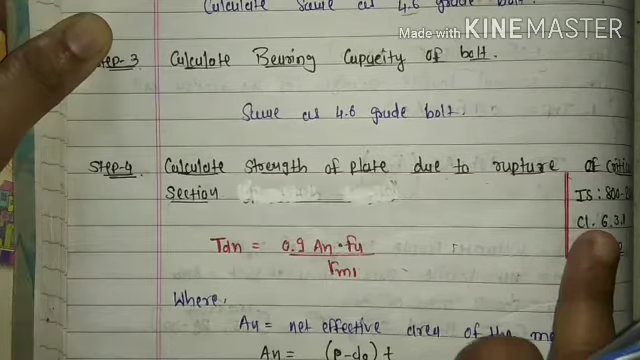 Calculate same as 4.6 grade bolt.
Made with KINEMASTER
Step-3 Calculate Bearing Capacity of bolt.
Same as 4.6 grade bolt.
Step-4 Calculate strength of plate due to rupture of critic
Section
IS: 800-
Cl. 6.3.1
Tdn = 0.9 An. fu
γm1
Where,
An = net effective area of the me
An = (p-do) t